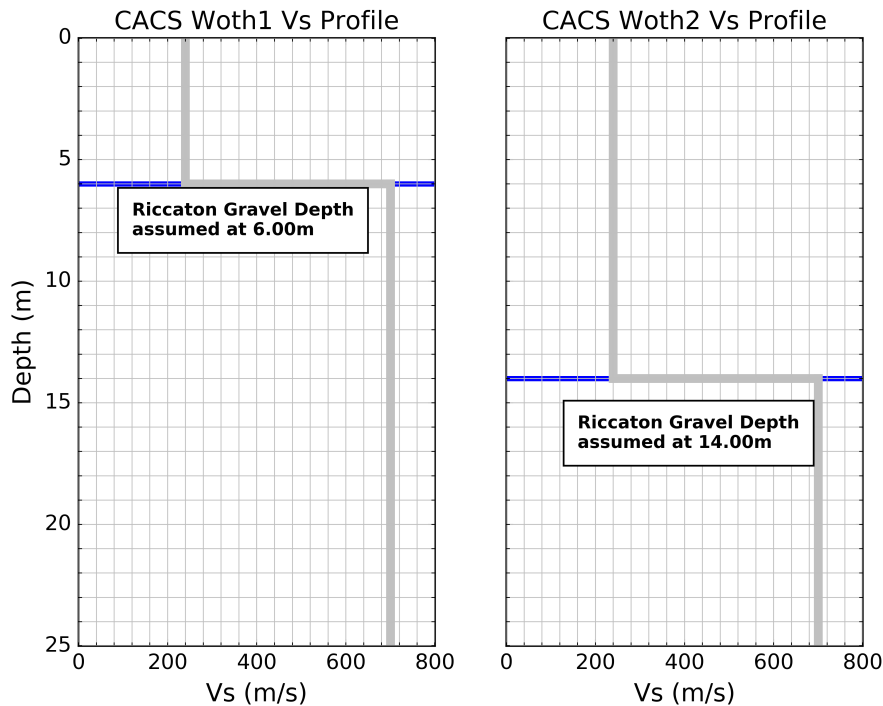 CACS Woth1 Vs Profile
CACS Woth2 Vs Profile
0
5
10
15
20
25
Depth (m)
Riccaton Gravel Depth
assumed at 6.00m
Riccaton Gravel Depth
assumed at 14.00m
0 200 400 600 800
0 200 400 600 800
Vs (m/s)
Vs (m/s)